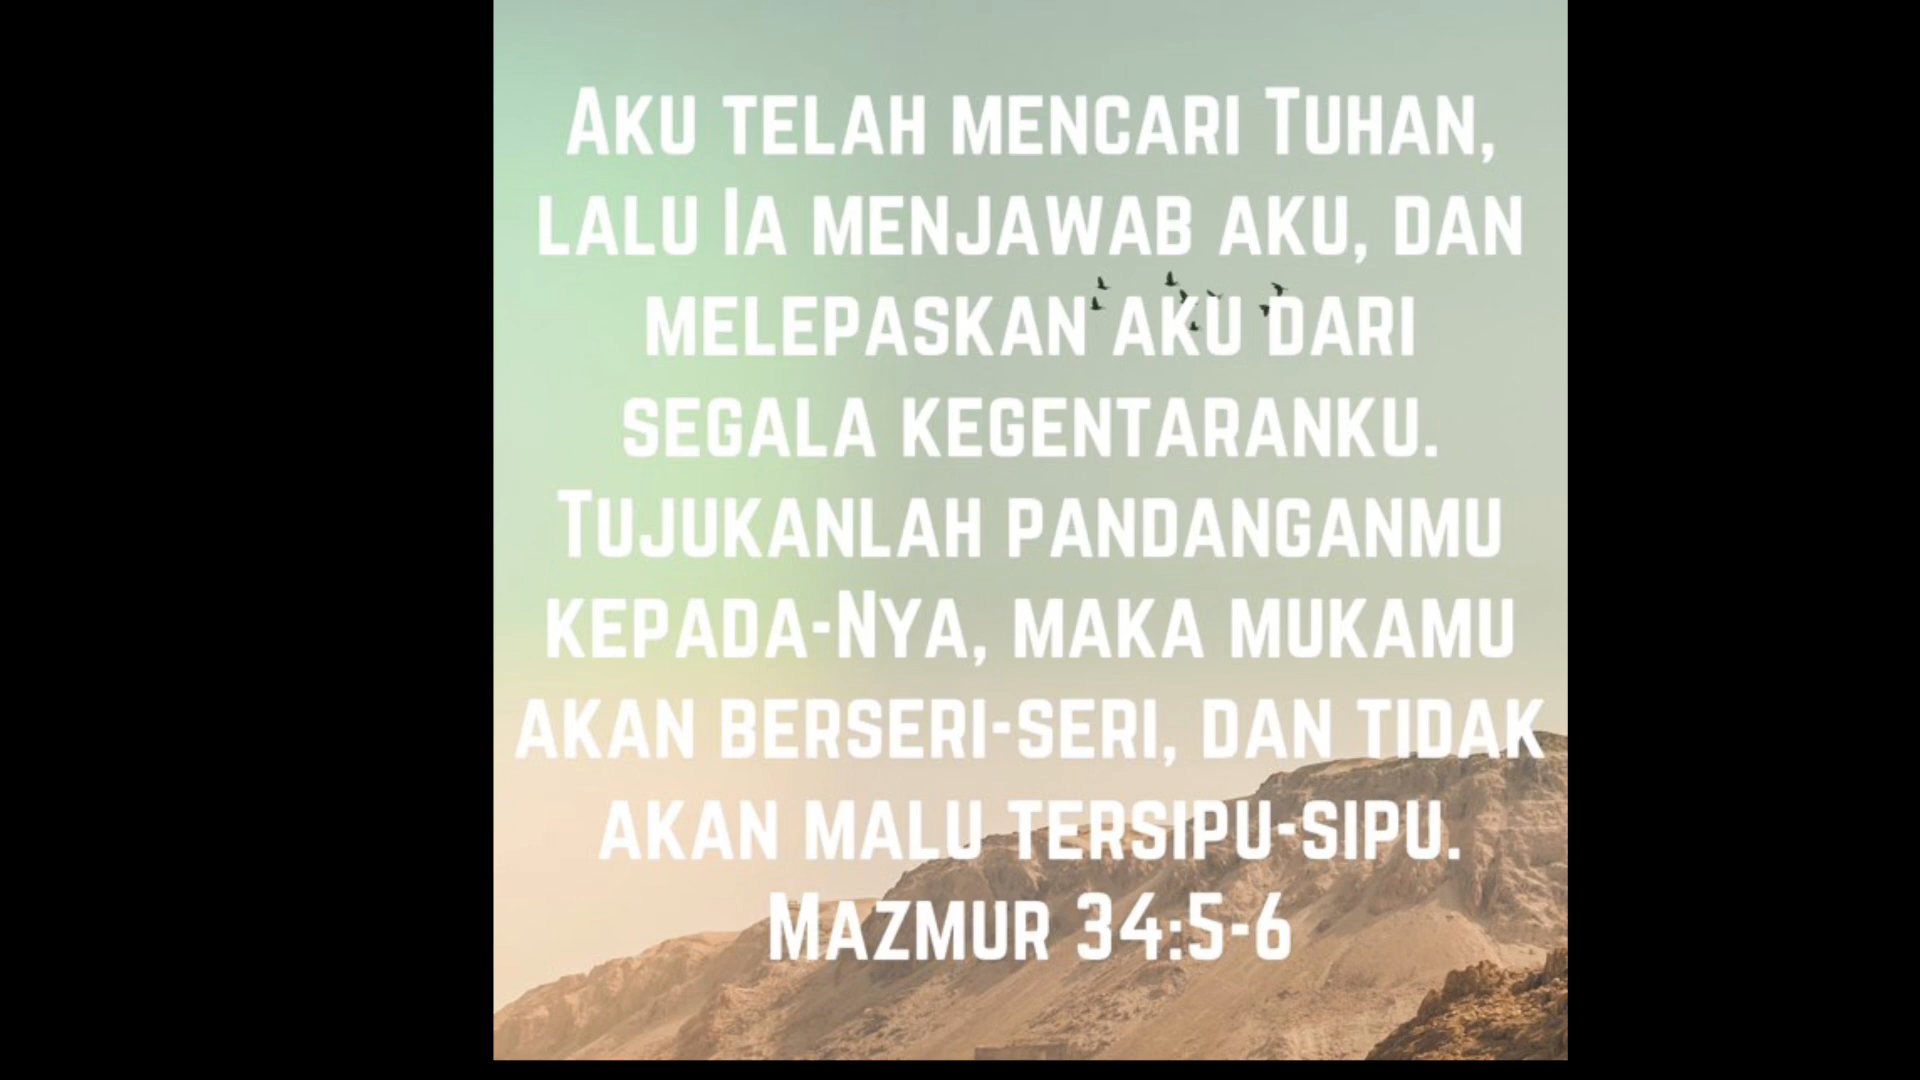 Aku telah mencari Tuhan,
lalu Ia menjawab aku, dan
melepaskan aku dari
segala kegentaranku.
Tujukanlah pandanganmu
kepada-Nya, maka mukamu
akan berseri-seri, dan tidak
akan malu tersipu-sipu.
Mazmur 34:5-6